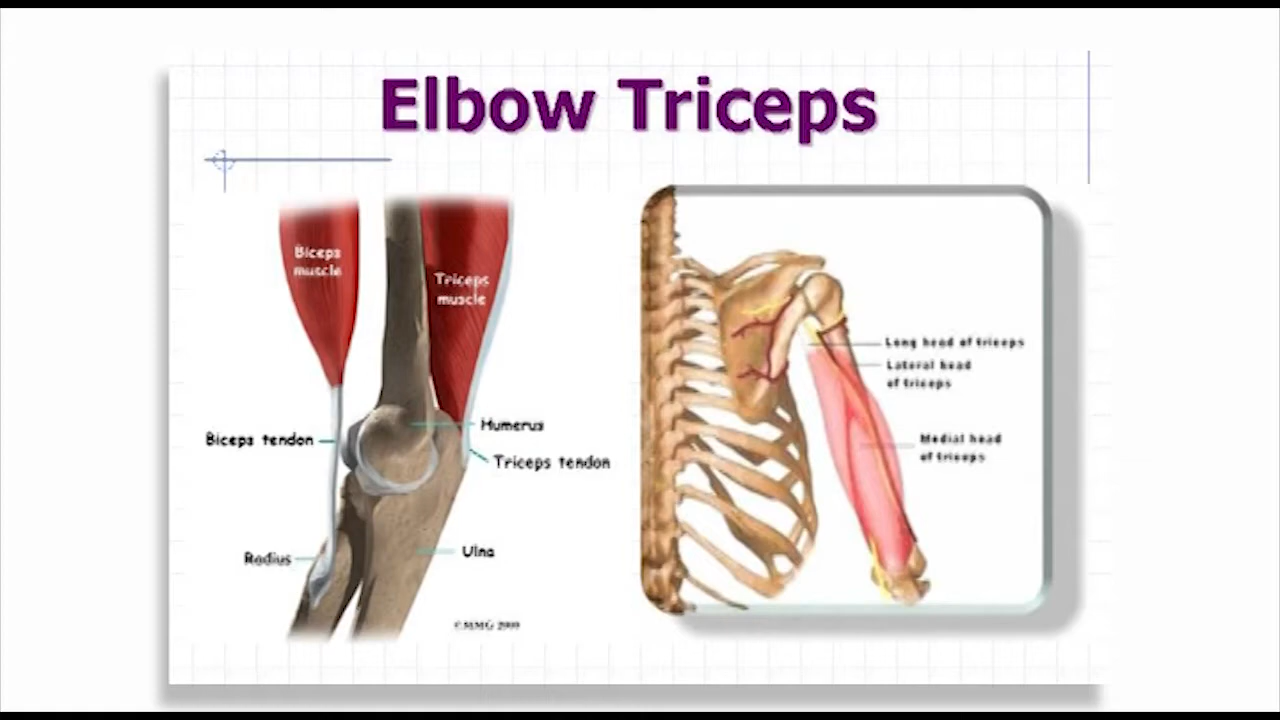 Elbow Triceps
Biceps
muscle
Triceps
muscle
Humerus
Biceps tendon
Triceps tendon
Radius
Ulna
©MMG 2000
Long head of triceps
Lateral head
of triceps
Medial head
of triceps